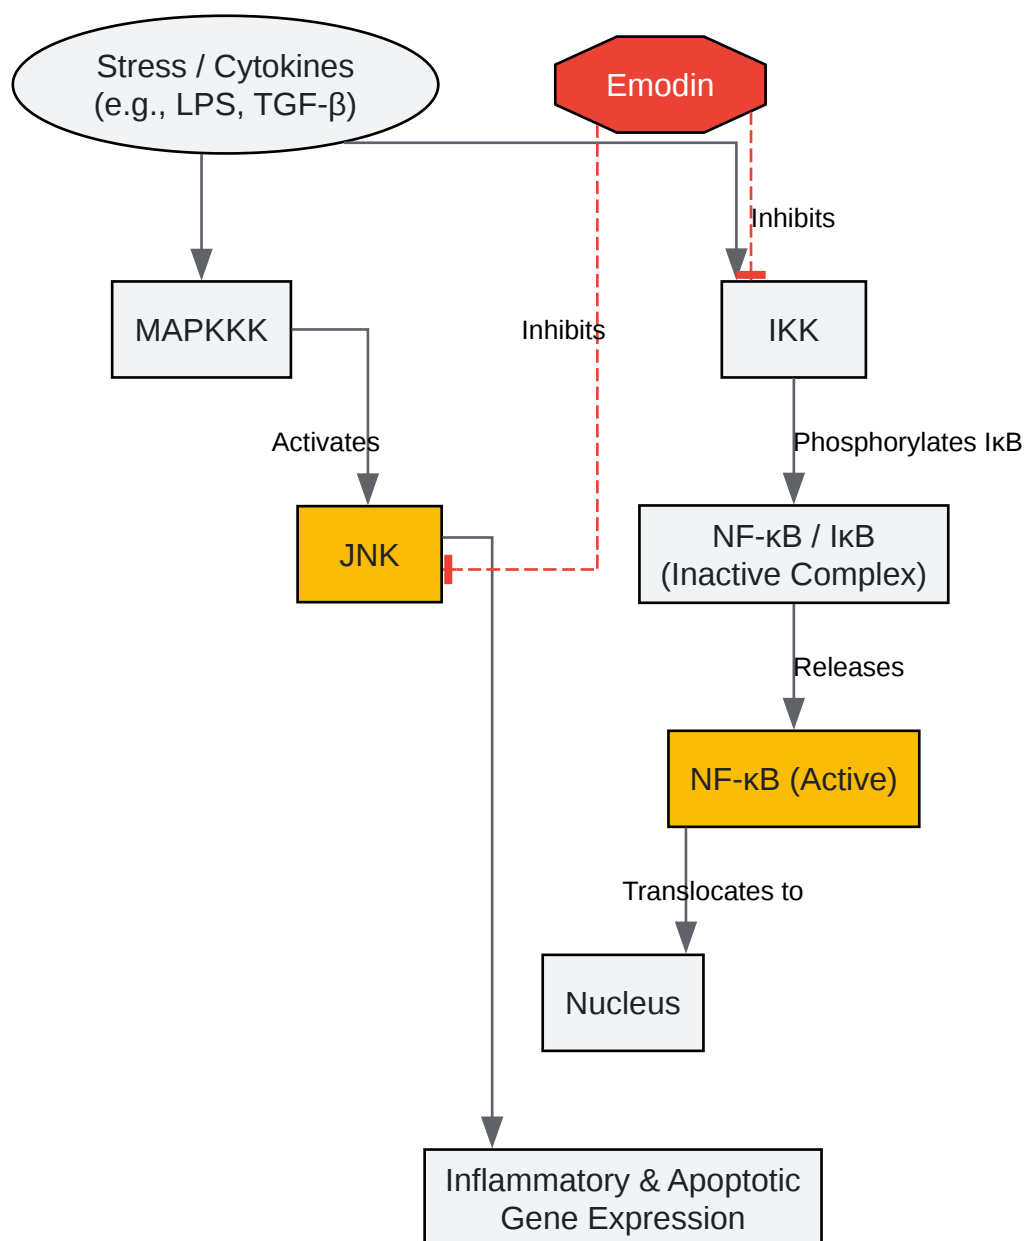 Stress / Cytokines
(e.g., LPS, TGF-β)
Emodin
Inhibits
MAPKKK
Inhibits
IKK
Activates
Phosphorylates IκB
JNK
NF-κB / IκB
(Inactive Complex)
Releases
NF-κB (Active)
Translocates to
Nucleus
Inflammatory & Apoptotic
Gene Expression